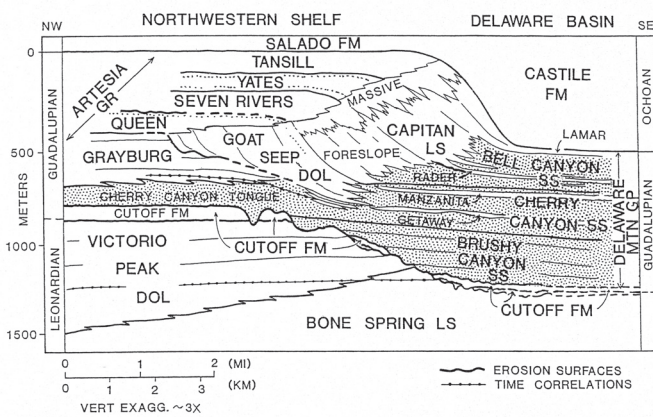 NORTHWESTERN SHELF
DELAWARE BASIN
NW
SE
0
500
1000
1500
METERS
GUADALUPIAN
LEONARDIAN
SALADO FM
TANSILL
YATES
SEVEN RIVERS
ARTESIA
GR
QUEEN
GRAYBURG
GOAT
SEEP
DOL
MASSIVE
FORESLOPE
CAPITAN
LS
CASTILE
FM
LAMAR
BELL CANYON
SS
RADER
CHERRY CANYON TONGUE
MANZANITA
CHERRY
GETAWAY
CANYON SS
BRUSHY
CANYON
SS
CUTOFF FM
CUTOFF FM
CUTOFF FM
VICTORIO
PEAK
DOL
BONE SPRING LS
DELAWARE
MTN GP
OCHOAN
GUADALUPIAN
LEONARDIAN
0 1 2 (MI)
0 1 2 3 (KM)
VERT EXAGG. ~3X
EROSION SURFACES
TIME CORRELATIONS